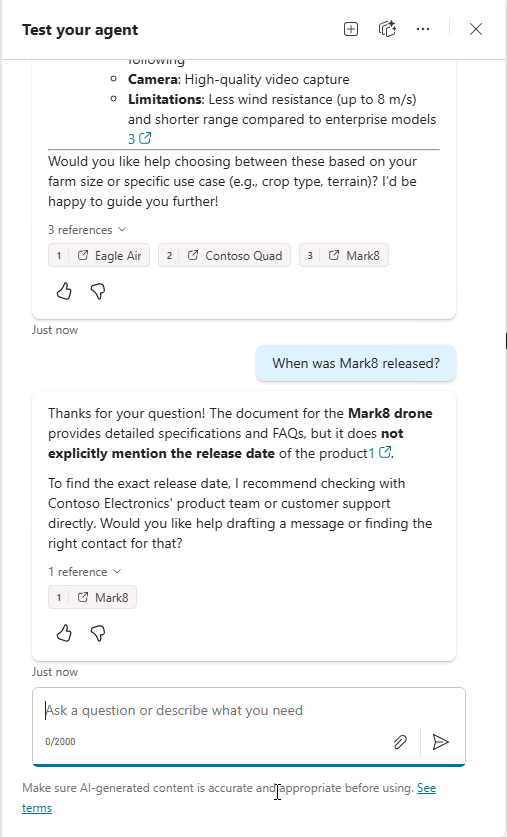 Test your agent
following
Camera: High-quality video capture
Limitations: Less wind resistance (up to 8 m/s)
and shorter range compared to enterprise models
3
Would you like help choosing between these based on your
farm size or specific use case (e.g., crop type, terrain)? I'd be
happy to guide you further!
3 references
1 Eagle Air
2 Contoso Quad
3 Mark8
Just now
When was Mark8 released?
Thanks for your question! The document for the Mark8 drone
provides detailed specifications and FAQs, but it does not
explicitly mention the release date of the product1.
To find the exact release date, I recommend checking with
Contoso Electronics' product team or customer support
directly. Would you like help drafting a message or finding the
right contact for that?
1 reference
1 Mark8
Just now
Ask a question or describe what you need
0/2000
Make sure AI-generated content is accurate and appropriate before using. See
terms